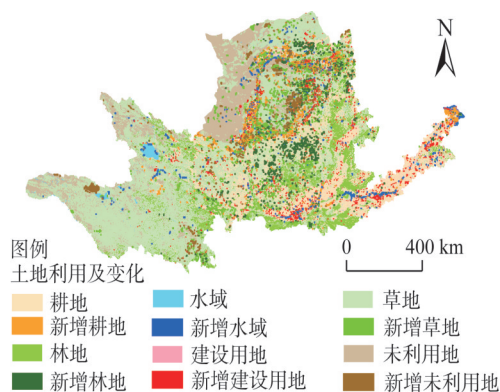 N
0 400 km
图例
土地利用及变化
耕地 水域 草地
新增耕地 新增水域 新增草地
林地 建设用地 未利用地
新增林地 新增建设用地 新增未利用地